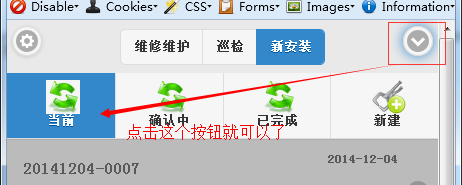 Disable▾ Cookies▾ CSS▾ Forms▾ Images▾ Information▾
维修维护 巡检 新安装
当前 确认中 已完成 新建
点击这个按钮就可以了
20141204-0007 2014-12-04